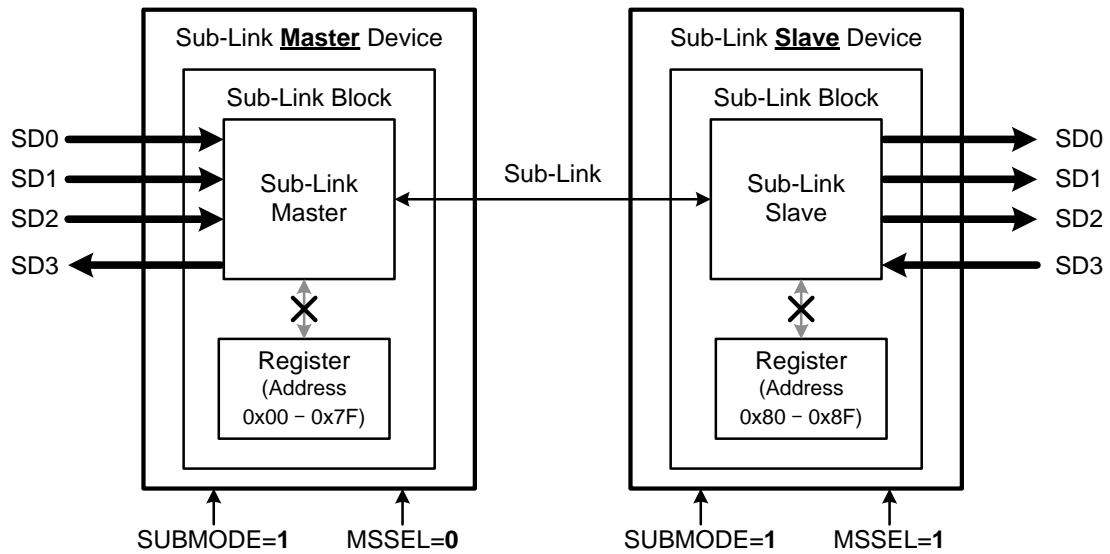 Sub-Link Master Device
Sub-Link Block
SD0
SD1
SD2
SD3
Sub-Link
Master
Register
(Address
0x00 – 0x7F)
SUBMODE=1
MSSEL=0
Sub-Link
Sub-Link Slave Device
Sub-Link Block
Sub-Link
Slave
SD0
SD1
SD2
SD3
Register
(Address
0x80 – 0x8F)
SUBMODE=1
MSSEL=1